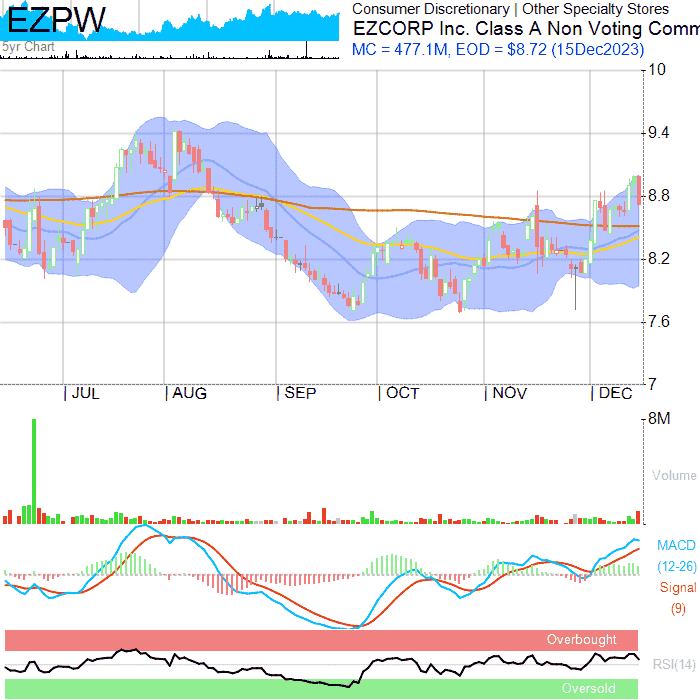 EZPW
5yr Chart
Consumer Discretionary | Other Specialty Stores
EZCORP Inc. Class A Non Voting Comm
MC = 477.1M, EOD = $8.72 (15Dec2023)
10
9.4
8.8
8.2
7.6
7
JUL AUG SEP OCT NOV DEC
8M
Volume
MACD
(12-26)
Signal
(9)
Overbought
RSI(14)
Oversold